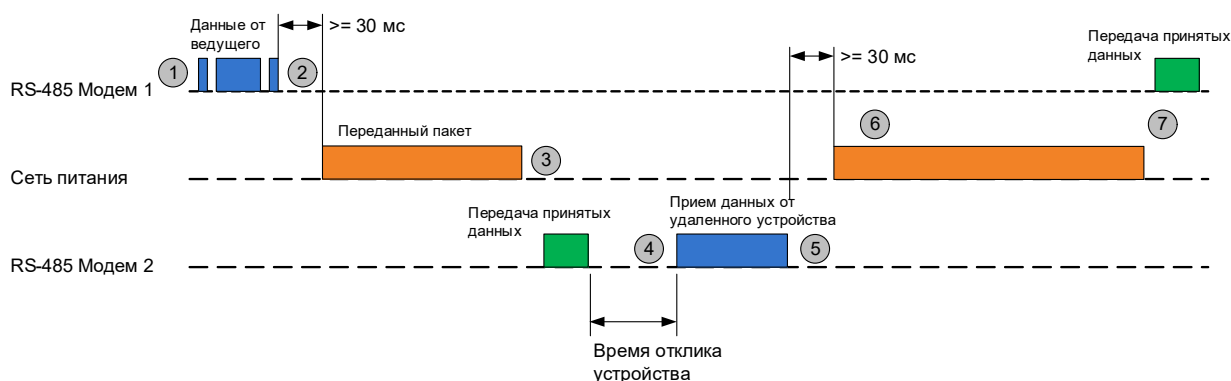 Данные от
ведущего
>= 30 мс
Передача принятых
данных
>= 30 мс
1
2
RS-485 Модем 1
6
7
Переданный пакет
3
Сеть питания
Прием данных от
удаленного устройства
Передача принятых
данных
4
5
RS-485 Модем 2
Время отклика
устройства